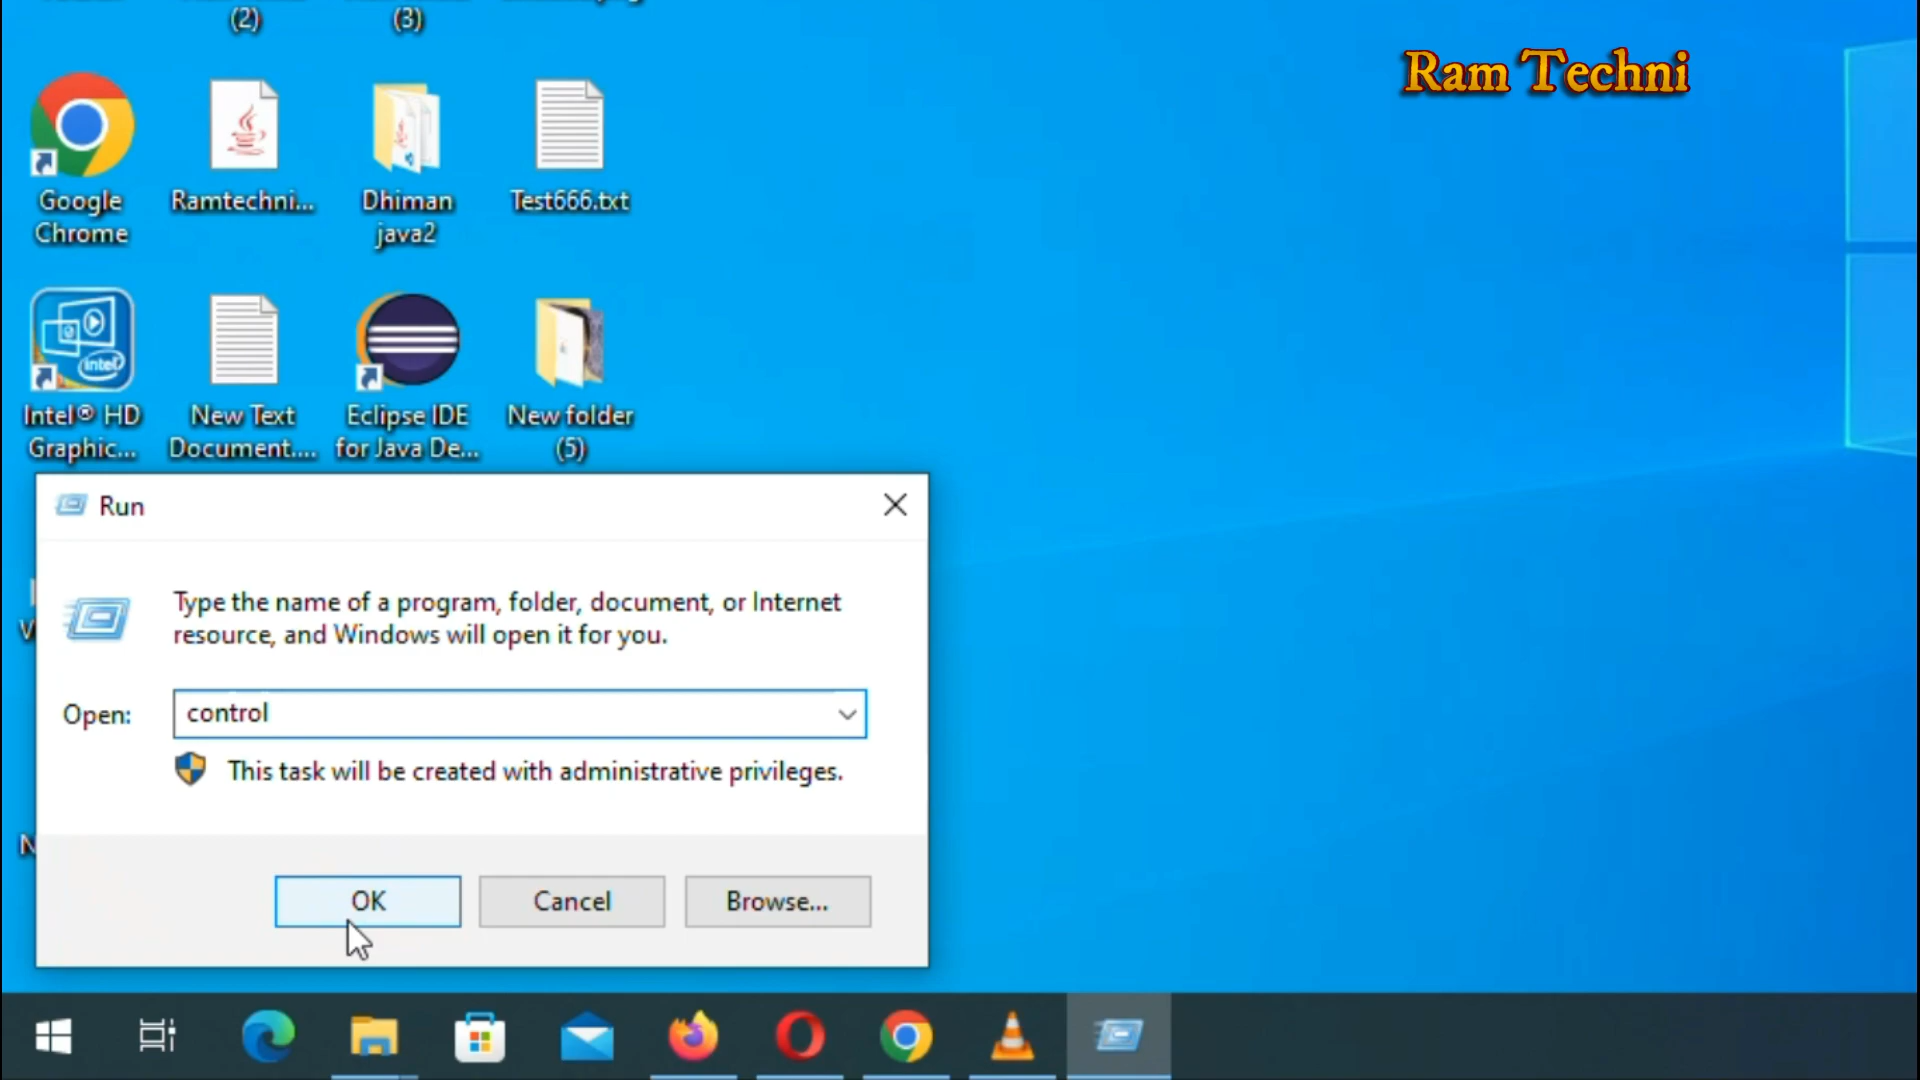 (2)
(3)
Ram Techni
Google
Chrome
Ramtechni...
Dhiman
java2
Test666.txt
intel
Intel® HD
Graphic...
New Text
Document....
Eclipse IDE
for Java De...
New folder
(5)
Run
Type the name of a program, folder, document, or Internet
resource, and Windows will open it for you.
Open:
control
This task will be created with administrative privileges.
OK
Cancel
Browse...